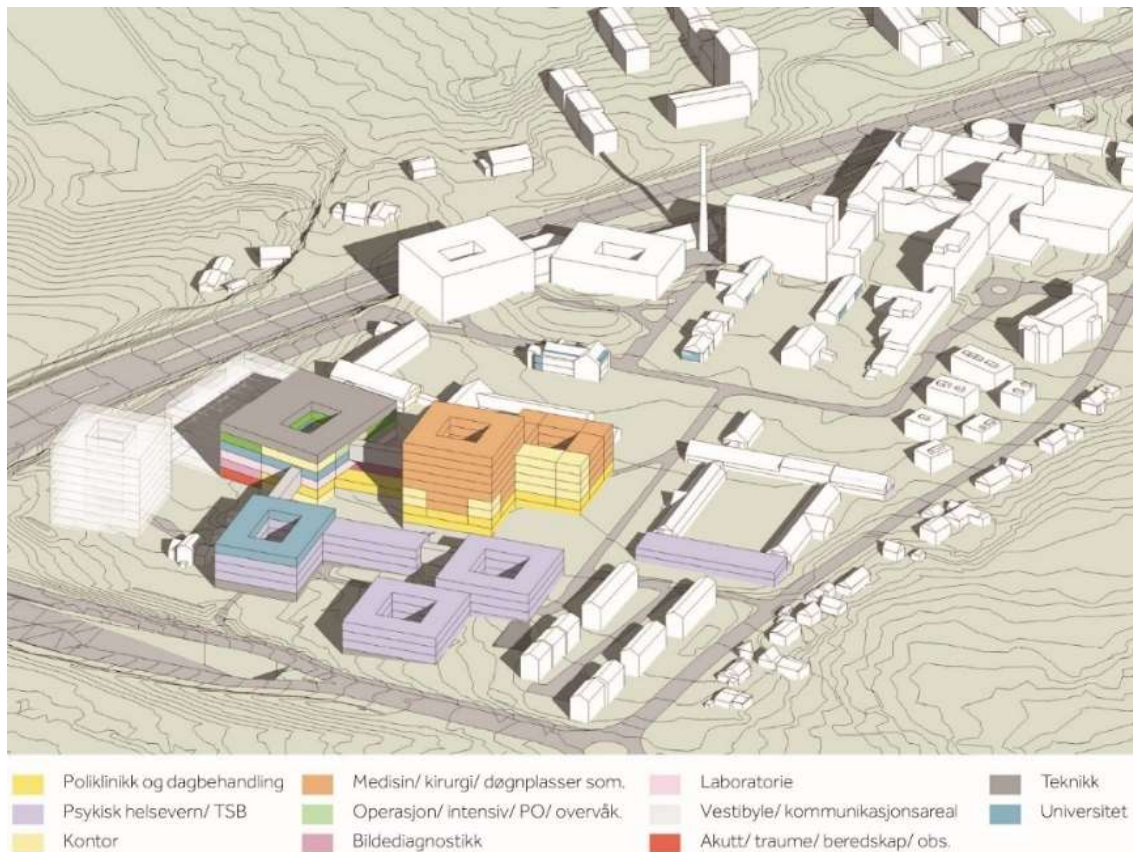 Poliklinikk og dagbehandling
Psykisk helsevern/ TSB
Kontor
Medisin/ kirurgi/ døgnplasser som.
Operasjon/ intensiv/ PO/ overvåk.
Bildediagnostikk
Laboratorie
Vestibyle/ kommunikasjonsareal
Akutt/ traume/ beredskap/ obs.
Teknikk
Universitet